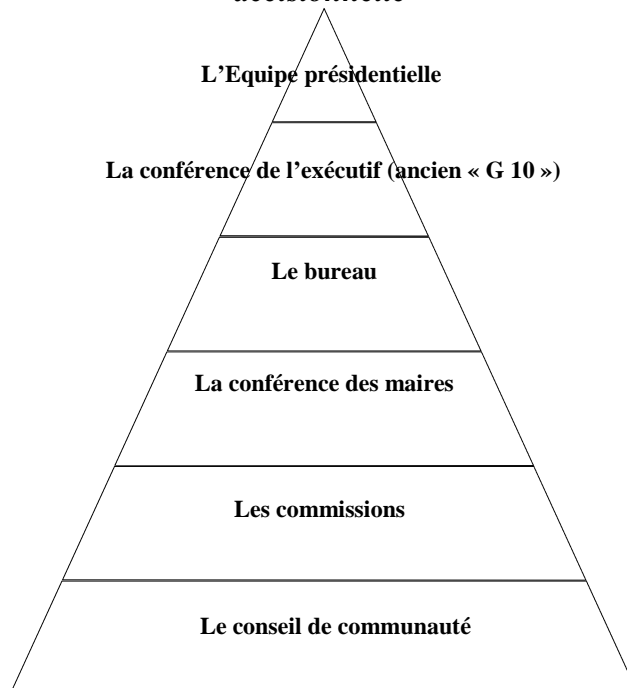 L’Equipe présidentielle
La conférence de l’exécutif (ancien « G 10 »)
Le bureau
La conférence des maires
Les commissions
Le conseil de communauté